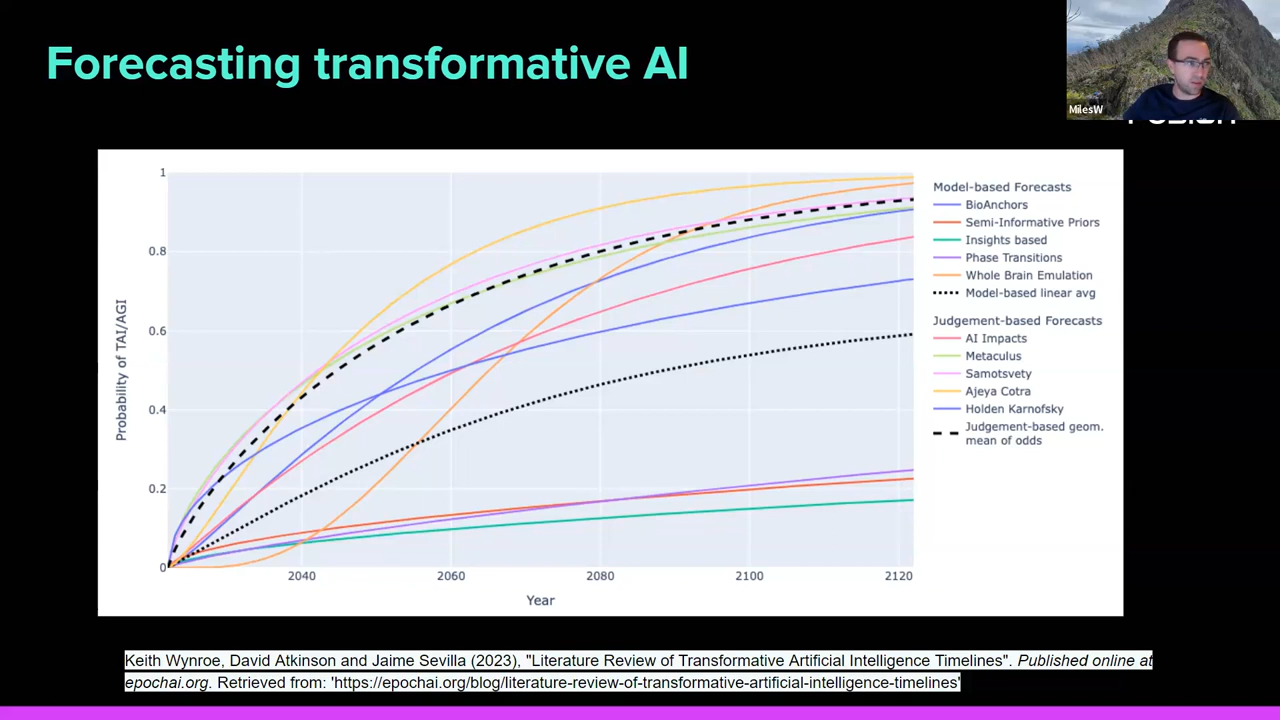 Forecasting transformative AI
MilesW
1
0.8
0.6
0.4
0.2
0
Probability of TAI/AGI
2040
2060
2080
2100
2120
Year
Model-based Forecasts
BioAnchors
Semi-Informative Priors
Insights based
Phase Transitions
Whole Brain Emulation
Model-based linear avg
Judgement-based Forecasts
AI Impacts
Metaculus
Samotsvety
Ajeya Cotra
Holden Karnofsky
Judgement-based geom.
mean of odds
Keith Wynroe, David Atkinson and Jaime Sevilla (2023), "Literature Review of Transformative Artificial Intelligence Timelines". Published online at
epochai.org. Retrieved from: 'https://epochai.org/blog/literature-review-of-transformative-artificial-intelligence-timelines'